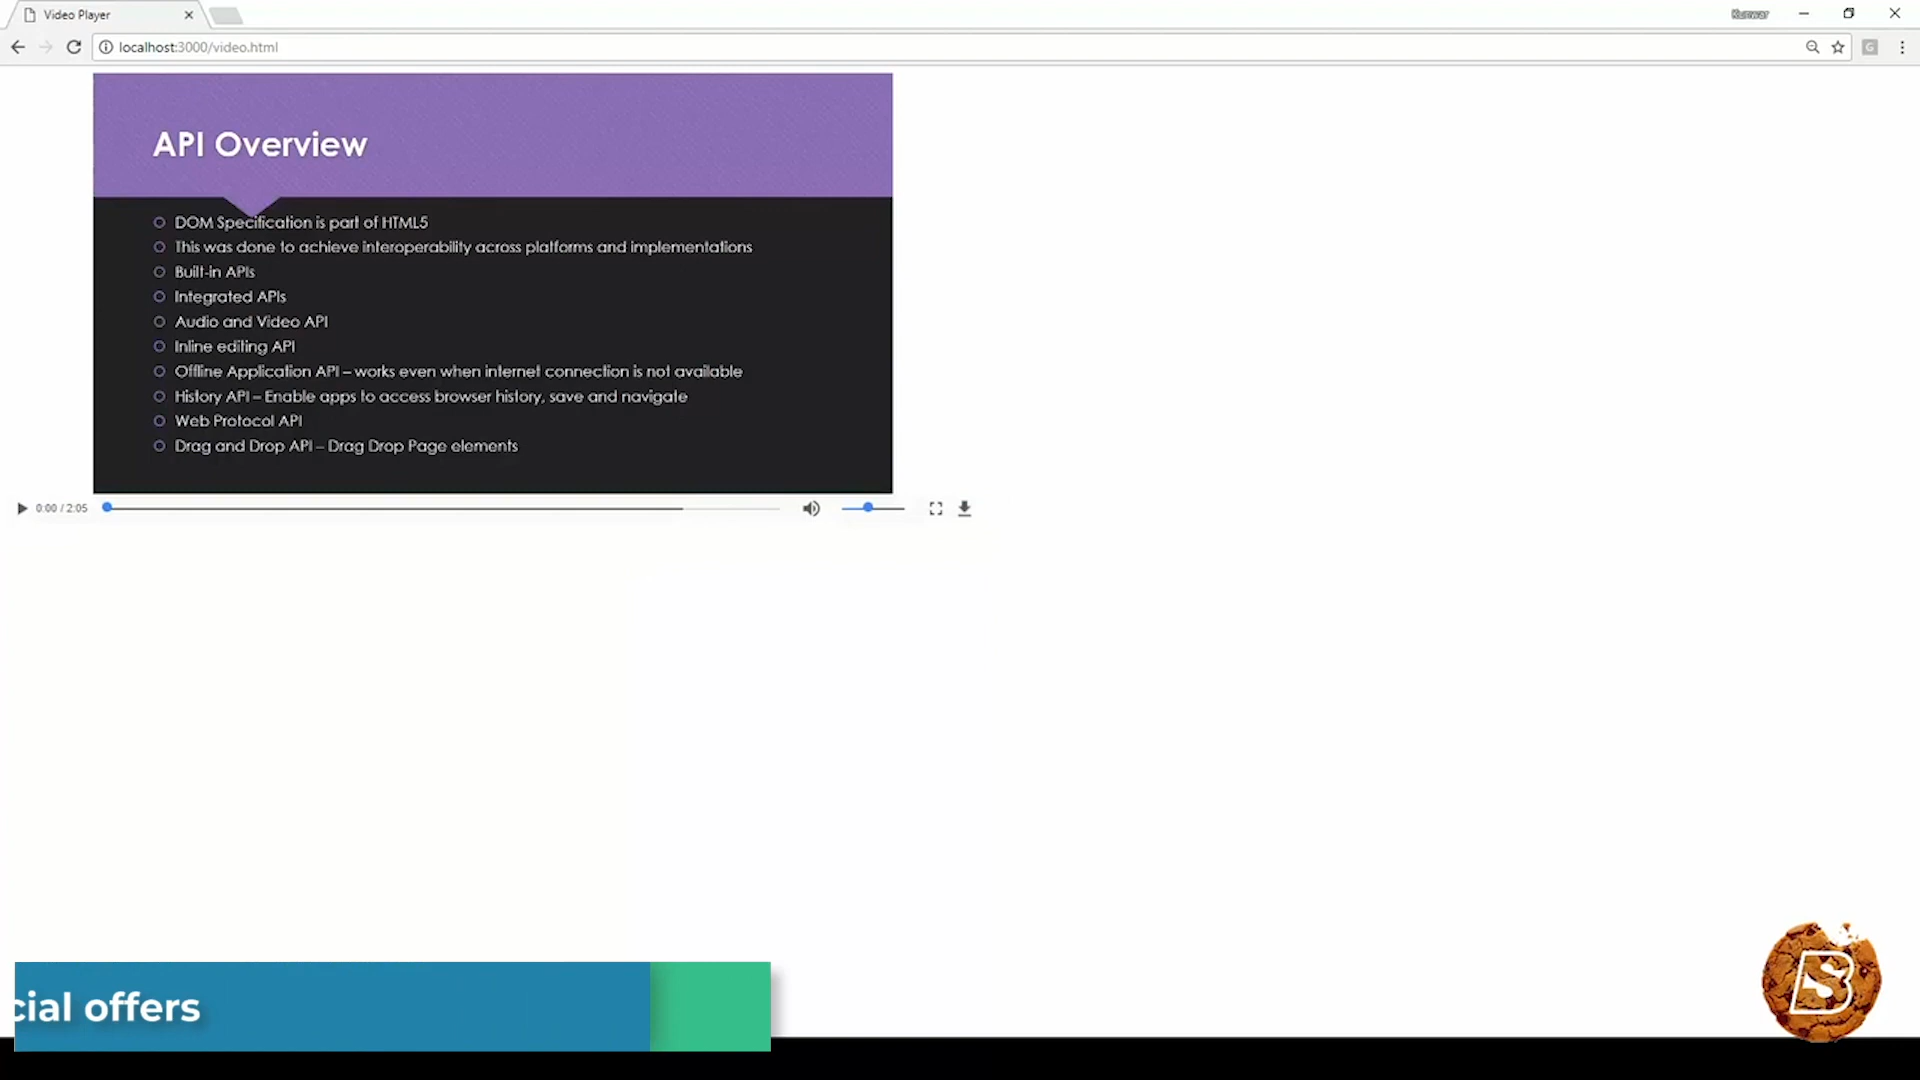 Video Player
Kunwar
localhost:3000/video.html
API Overview
DOM Specification is part of HTML5
This was done to achieve interoperability across platforms and implementations
Built-in APIs
Integrated APIs
Audio and Video API
Inline editing API
Offline Application API – works even when internet connection is not available
History API – Enable apps to access browser history, save and navigate
Web Protocol API
Drag and Drop API – Drag Drop Page elements
0:00 / 2:05
cial offers